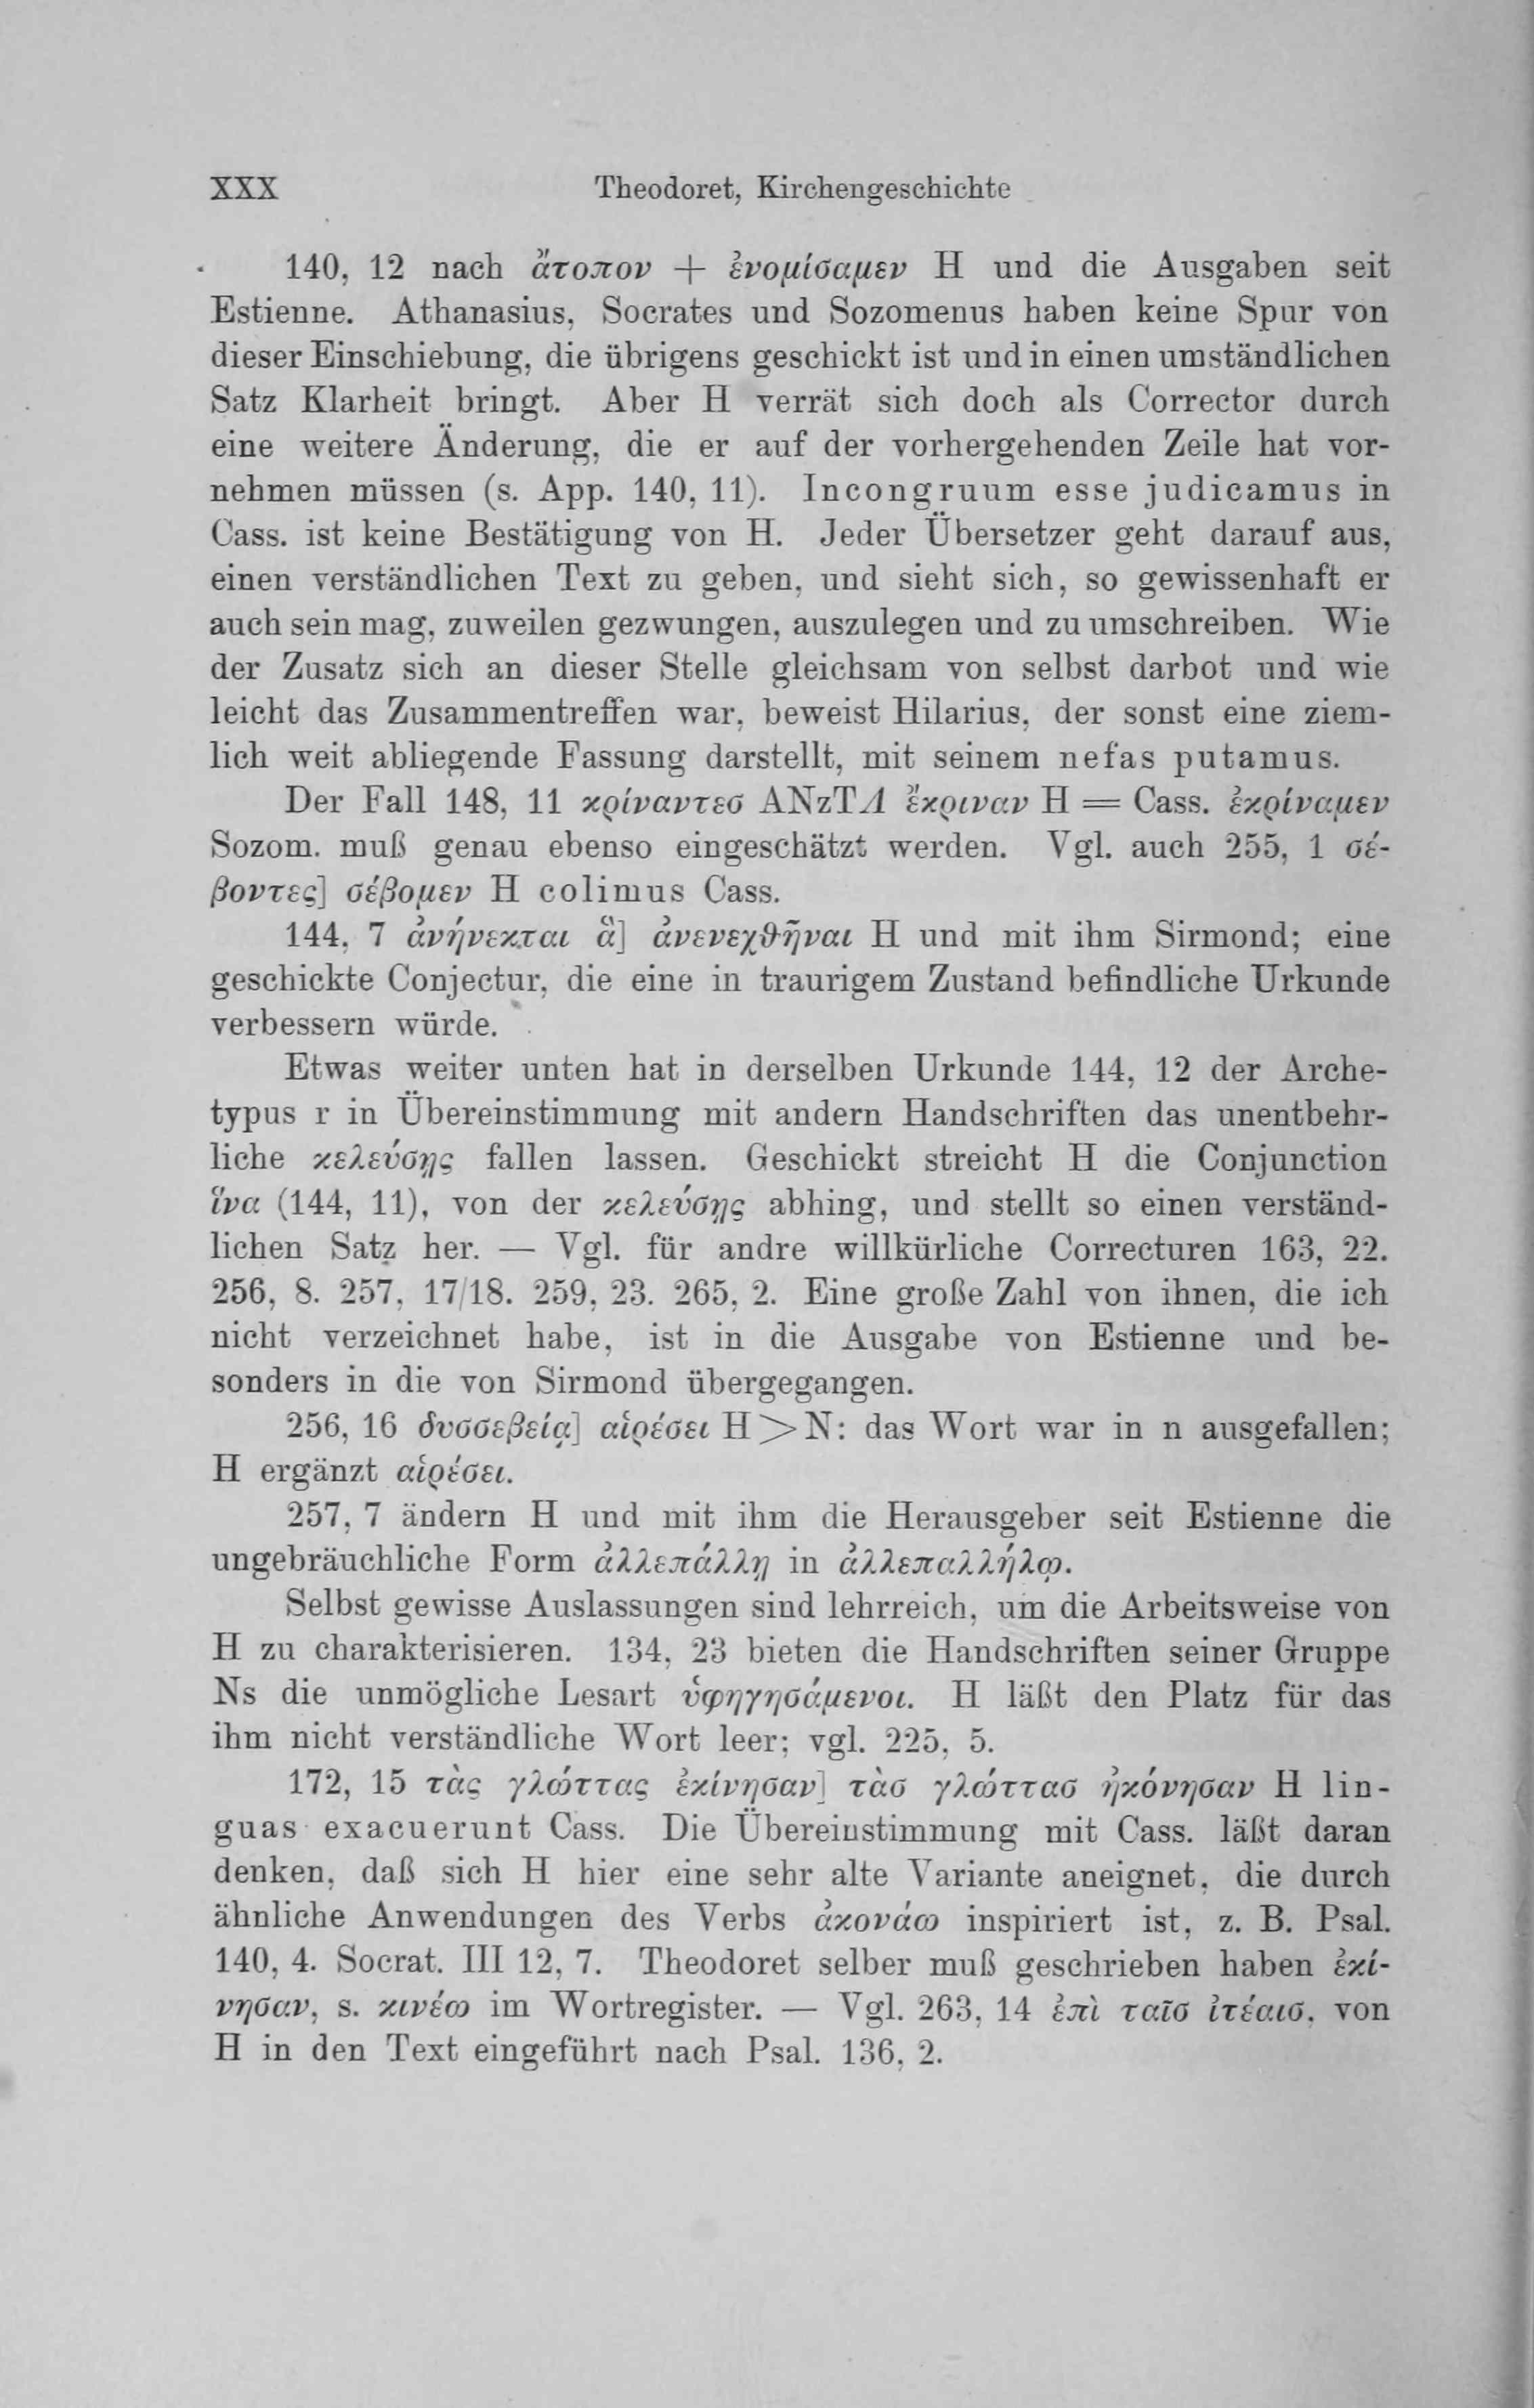 XXX Theodoret, Kirchengeschichte
140, 12 nach ἄτοπον + ἐνομίσαμεν H und die Ausgaben seit
Estienne. Athanasius, Socrates und Sozomenus haben keine Spur von
dieser Einschiebung, die übrigens geschickt ist und in einen umständlichen
Satz Klarheit bringt. Aber H verrät sich doch als Corrector durch
eine weitere Änderung, die er auf der vorhergehenden Zeile hat vor-
nehmen müssen (s. App. 140, 11). Incongruum esse judicamus in
Cass. ist keine Bestätigung von H. Jeder Übersetzer geht darauf aus,
einen verständlichen Text zu geben, und sieht sich, so gewissenhaft er
auch sein mag, zuweilen gezwungen, auszulegen und zu umschreiben. Wie
der Zusatz sich an dieser Stelle gleichsam von selbst darbot und wie
leicht das Zusammentreffen war, beweist Hilarius, der sonst eine ziem-
lich weit abliegende Fassung darstellt, mit seinem nefas putamus.
Der Fall 148, 11 κρίναντεσ ANzTΛ ἔκριναν H = Cass. ἐκρίναμεν
Sozom. muß genau ebenso eingeschätzt werden. Vgl. auch 255, 1 σέ-
βοντες] σέβομεν H colimus Cass.
144, 7 ἀνήνεκται ἃ] ἀνενεχθῆναι H und mit ihm Sirmond; eine
geschickte Conjectur, die eine in traurigem Zustand befindliche Urkunde
verbessern würde.
Etwas weiter unten hat in derselben Urkunde 144, 12 der Arche-
typus r in Übereinstimmung mit andern Handschriften das unentbehr-
liche κελεύσῃς fallen lassen. Geschickt streicht H die Conjunction
ἵνα (144, 11), von der κελεύσῃς abhing, und stellt so einen verständ-
lichen Satz her. — Vgl. für andre willkürliche Correcturen 163, 22.
256, 8. 257, 17/18. 259, 23. 265, 2. Eine große Zahl von ihnen, die ich
nicht verzeichnet habe, ist in die Ausgabe von Estienne und be-
sonders in die von Sirmond übergegangen.
256, 16 δυσσεβείᾳ] αἱρέσει H > N: das Wort war in n ausgefallen;
H ergänzt αἱρέσει.
257, 7 ändern H und mit ihm die Herausgeber seit Estienne die
ungebräuchliche Form ἀλλεπάλλῃ in ἀλλεπαλλήλῳ.
Selbst gewisse Auslassungen sind lehrreich, um die Arbeitsweise von
H zu charakterisieren. 134, 23 bieten die Handschriften seiner Gruppe
Ns die unmögliche Lesart ὑφηγησάμενοι. H läßt den Platz für das
ihm nicht verständliche Wort leer; vgl. 225, 5.
172, 15 τὰς γλώττας ἐκίνησαν] τὰσ γλώττασ ἠκόνησαν H lin-
guas exacuerunt Cass. Die Übereinstimmung mit Cass. läßt daran
denken, daß sich H hier eine sehr alte Variante aneignet, die durch
ähnliche Anwendungen des Verbs ἀκονάω inspiriert ist, z. B. Psal.
140, 4. Socrat. III 12, 7. Theodoret selber muß geschrieben haben ἐκί-
νησαν, s. κινέω im Wortregister. — Vgl. 263, 14 ἐπὶ ταῖσ ἰτέαισ, von
H in den Text eingeführt nach Psal. 136, 2.